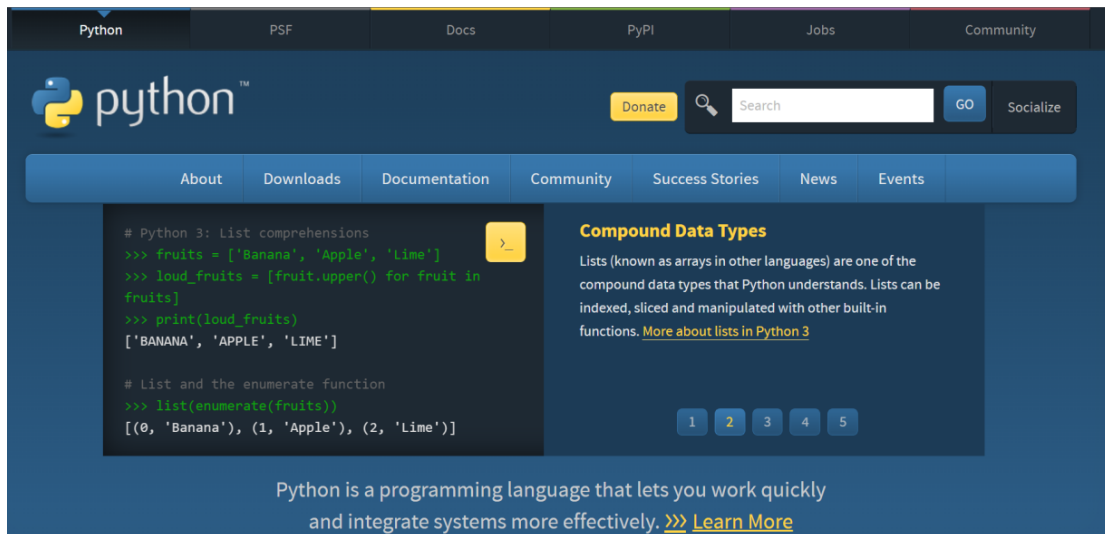 Python PSF Docs PyPI Jobs Community
python™
Donate Search GO Socialize
About Downloads Documentation Community Success Stories News Events
# Python 3: List comprehensions
>>> fruits = ['Banana', 'Apple', 'Lime']
>>> loud_fruits = [fruit.upper() for fruit in
fruits]
>>> print(loud_fruits)
['BANANA', 'APPLE', 'LIME']
# List and the enumerate function
>>> list(enumerate(fruits))
[(0, 'Banana'), (1, 'Apple'), (2, 'Lime')]
>_
Compound Data Types
Lists (known as arrays in other languages) are one of the
compound data types that Python understands. Lists can be
indexed, sliced and manipulated with other built-in
functions. More about lists in Python 3
1 2 3 4 5
Python is a programming language that lets you work quickly
and integrate systems more effectively. >>> Learn More